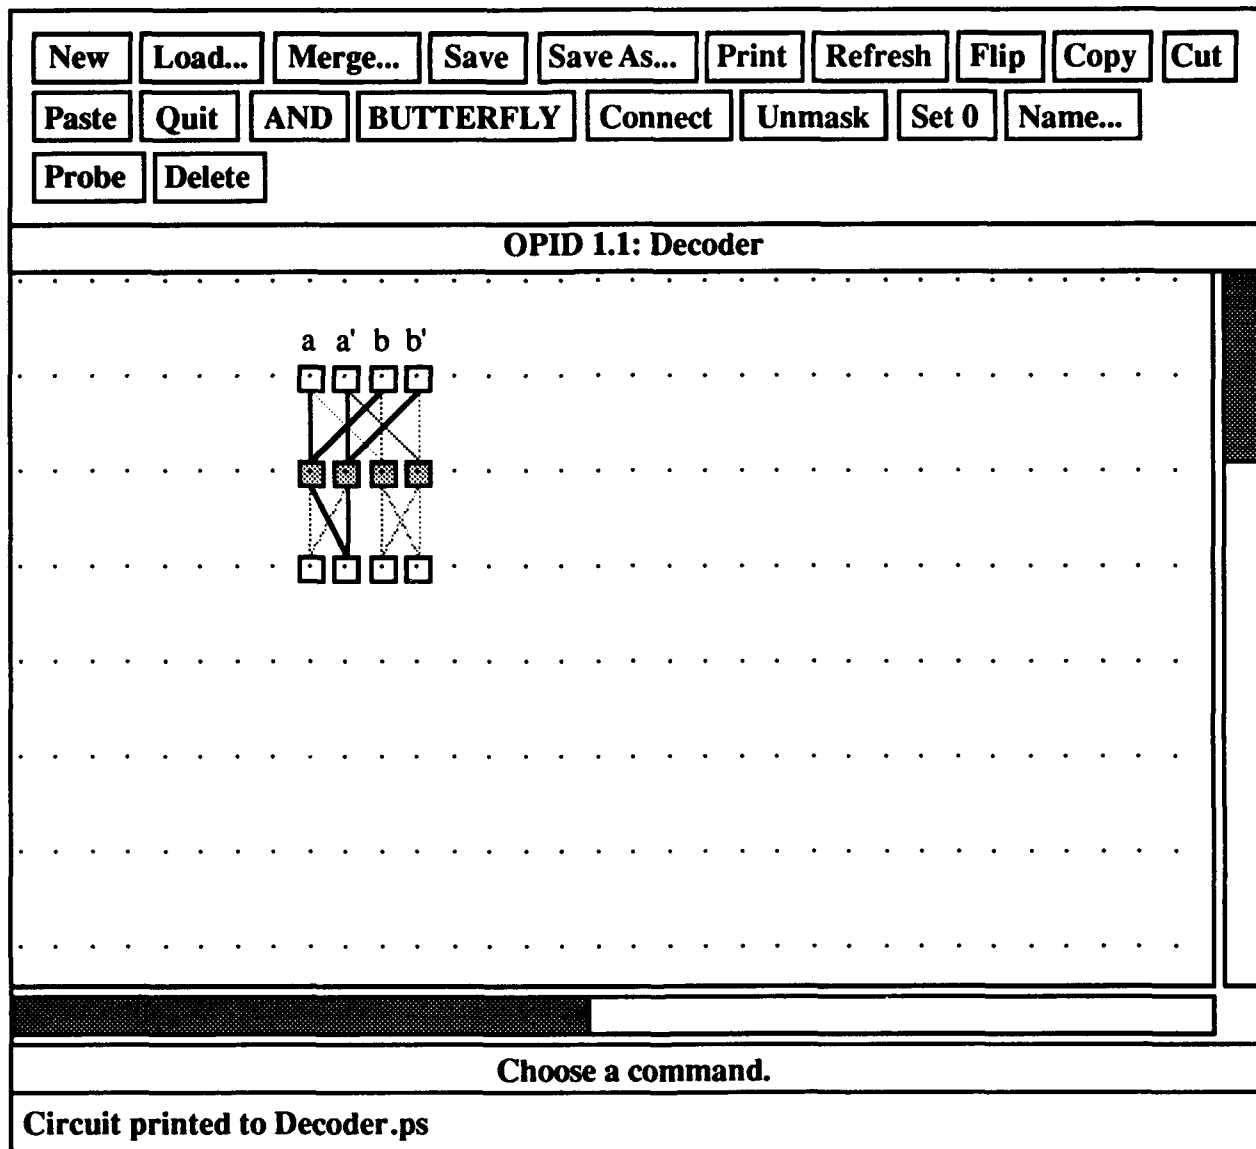 New Load... Merge... Save Save As... Print Refresh Flip Copy Cut
Paste Quit AND BUTTERFLY Connect Unmask Set 0 Name...
Probe Delete
OPID 1.1: Decoder
a a' b b'
Choose a command.
Circuit printed to Decoder.ps